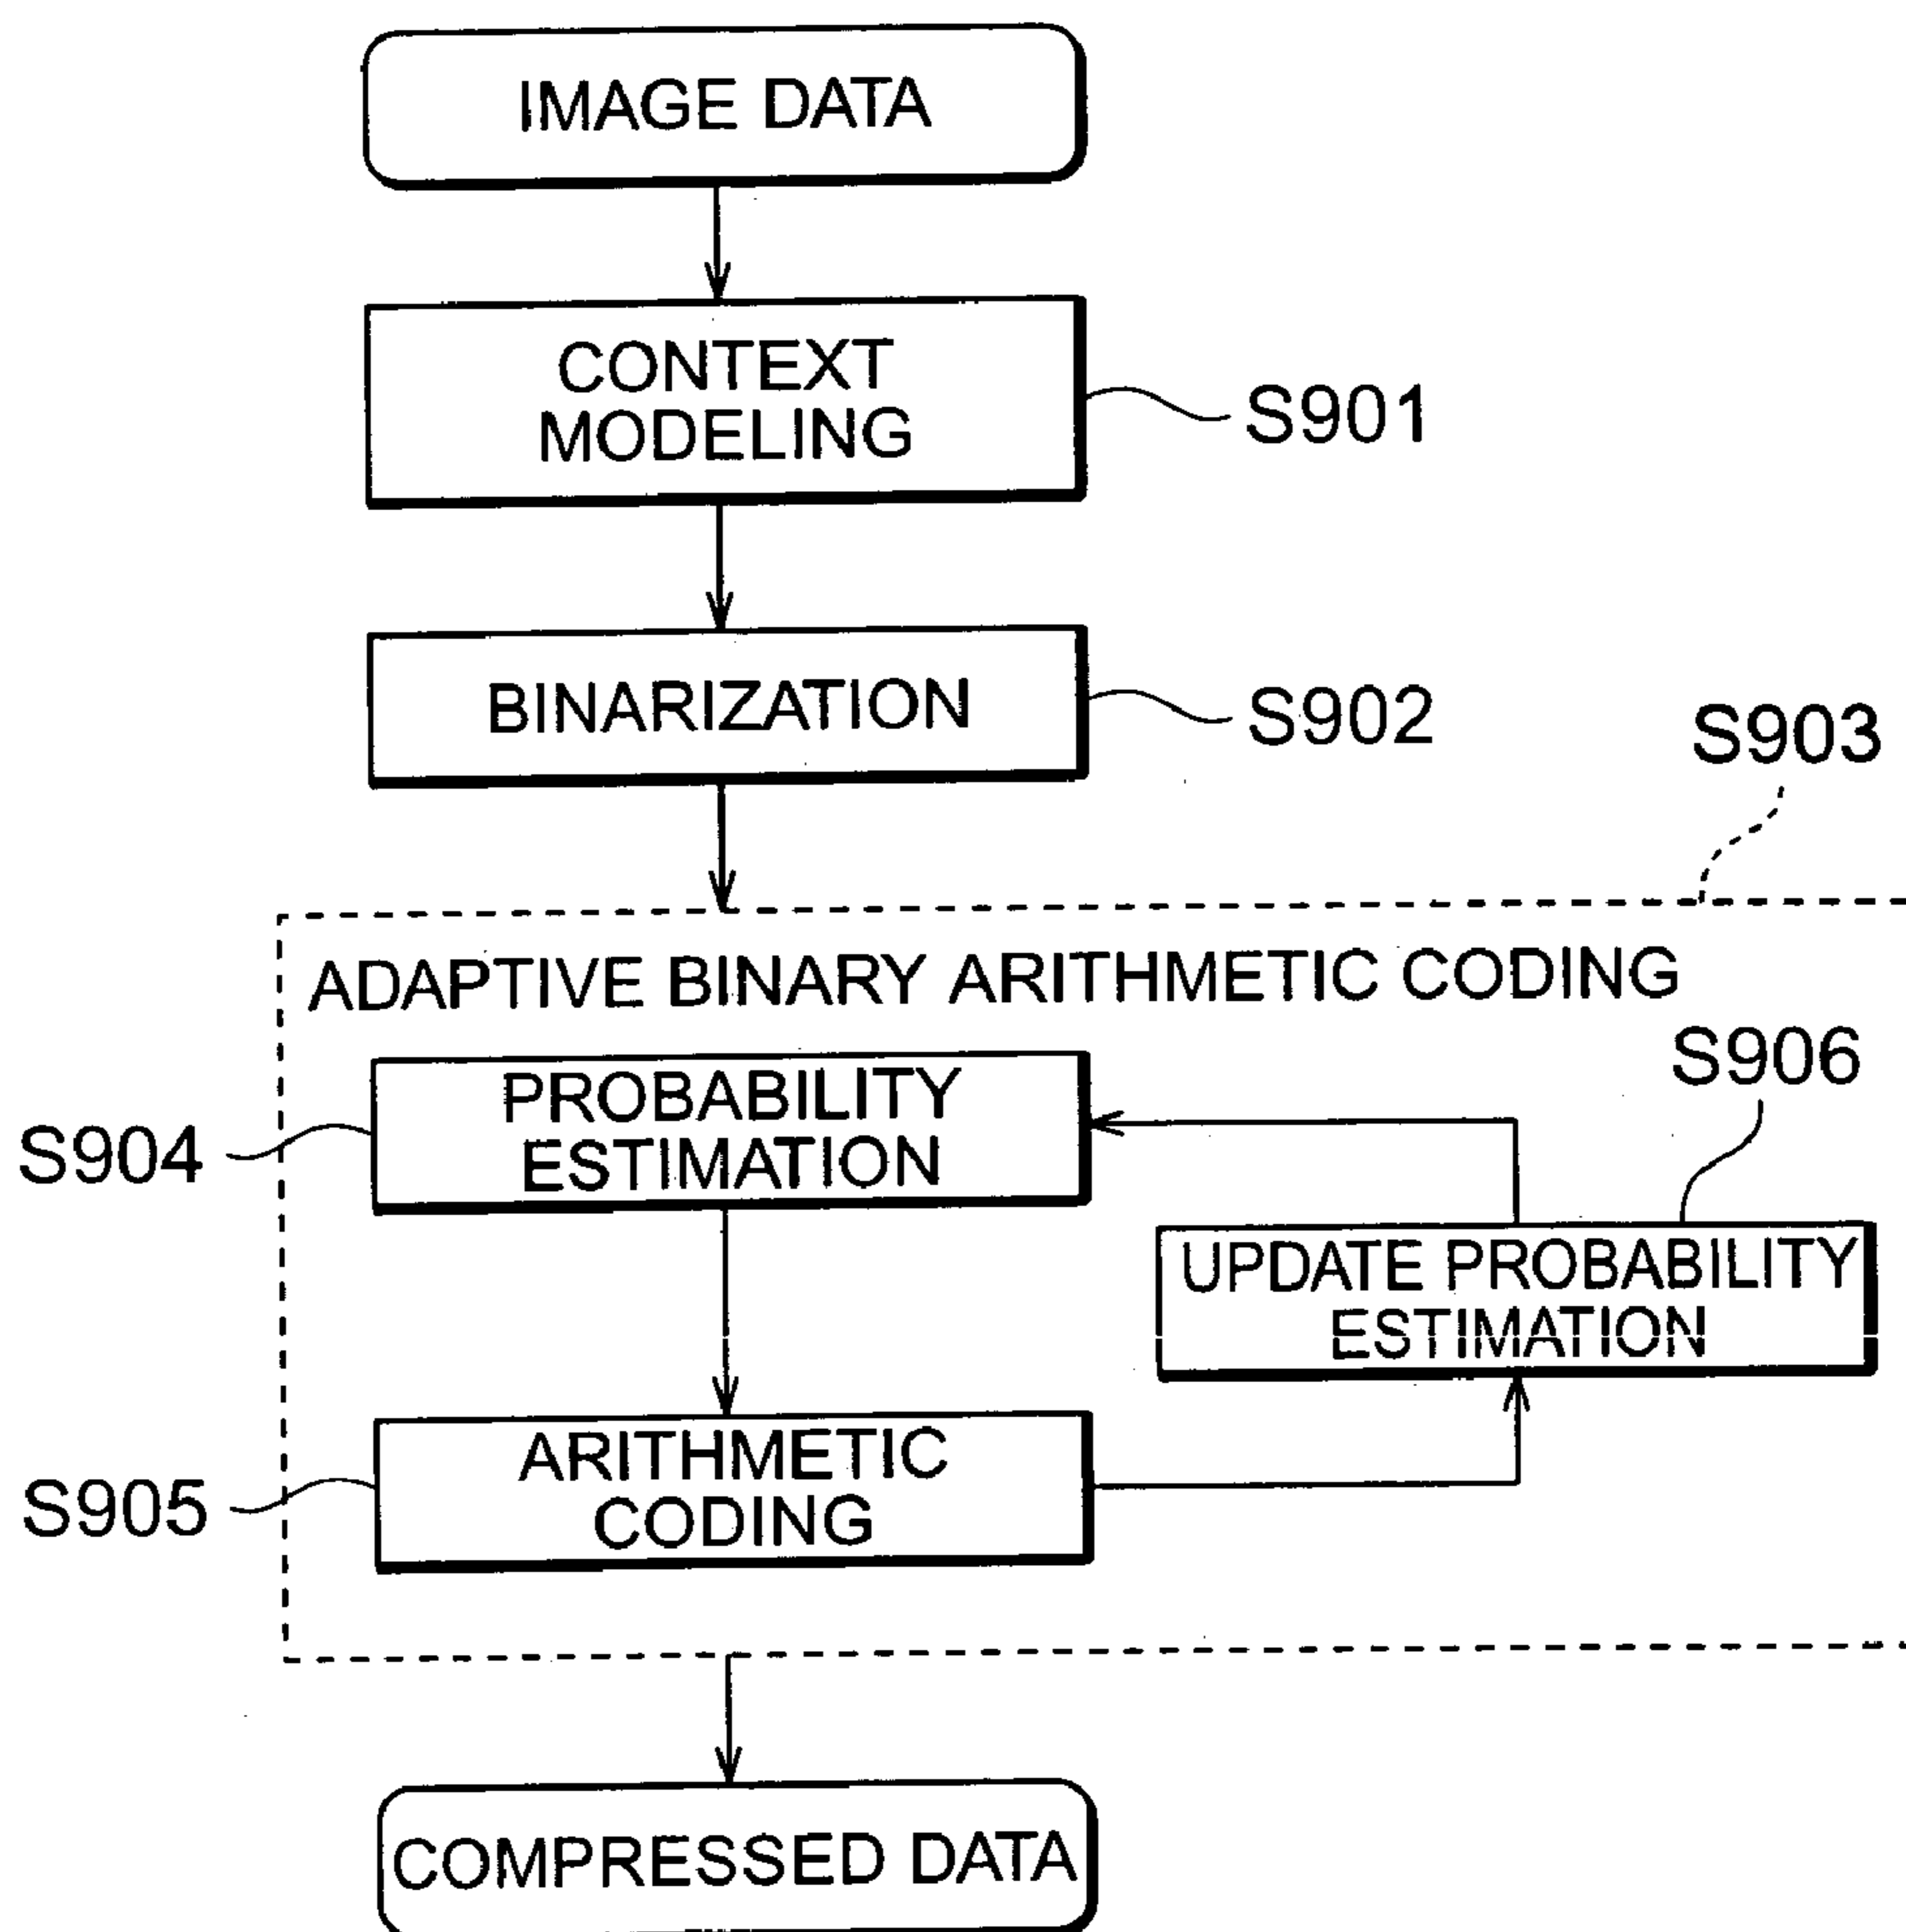 IMAGE DATA
CONTEXT
MODELING
S901
BINARIZATION
S902
S903
ADAPTIVE BINARY ARITHMETIC CODING
S906
PROBABILITY
ESTIMATION
S904
UPDATE PROBABILITY
ESTIMATION
ARITHMETIC
CODING
S905
COMPRESSED DATA